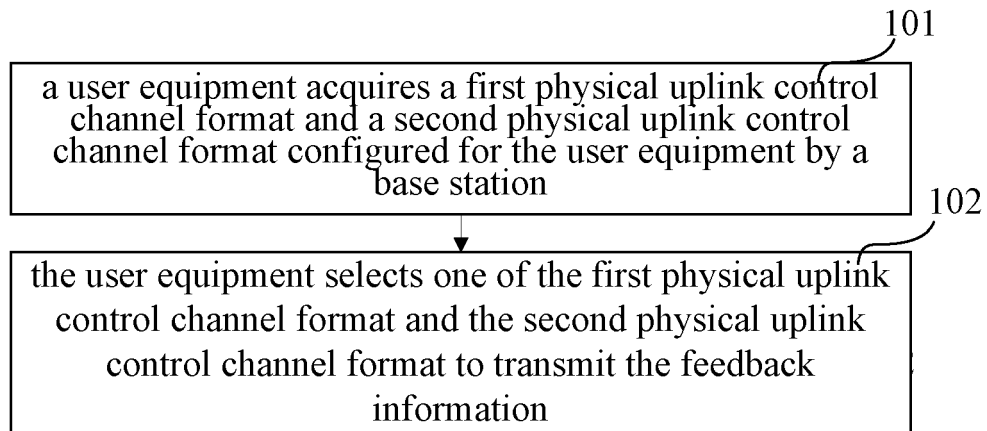 101
a user equipment acquires a first physical uplink control
channel format and a second physical uplink control
channel format configured for the user equipment by a
base station
102
the user equipment selects one of the first physical uplink
control channel format and the second physical uplink
control channel format to transmit the feedback
information